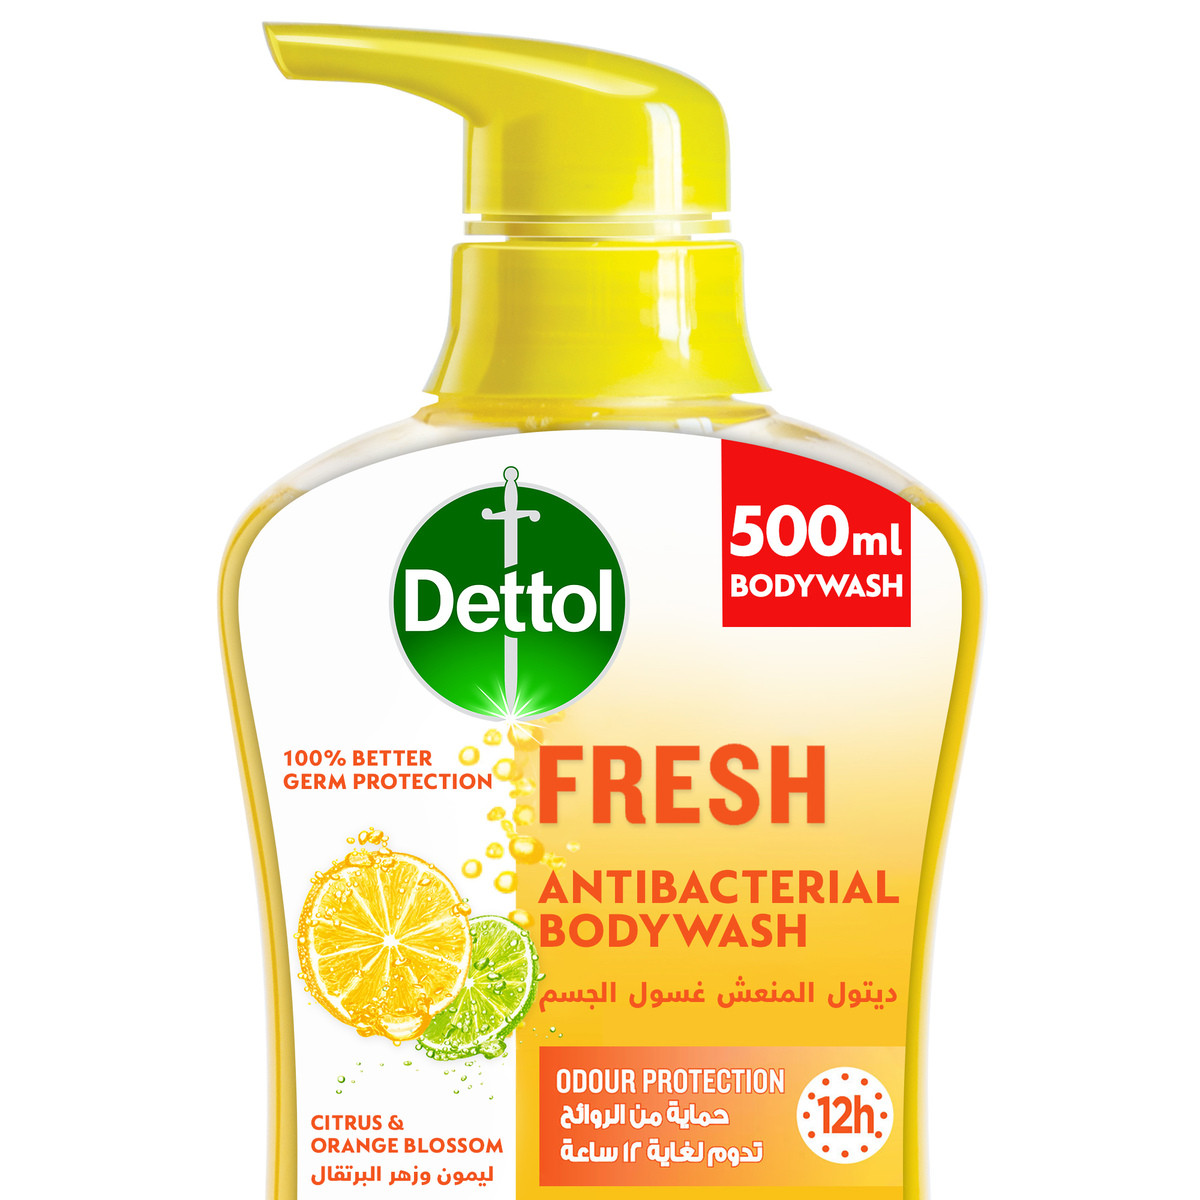 500ml
BODYWASH
Dettol
100% BETTER
GERM PROTECTION
FRESH
ANTIBACTERIAL
BODYWASH
ديتول المنعش غسول الجسم
ODOUR PROTECTION
حماية من الروائح
تدوم لغاية ١٢ ساعة
12h
CITRUS &
ORANGE BLOSSOM
ليمون وزهر البرتقال